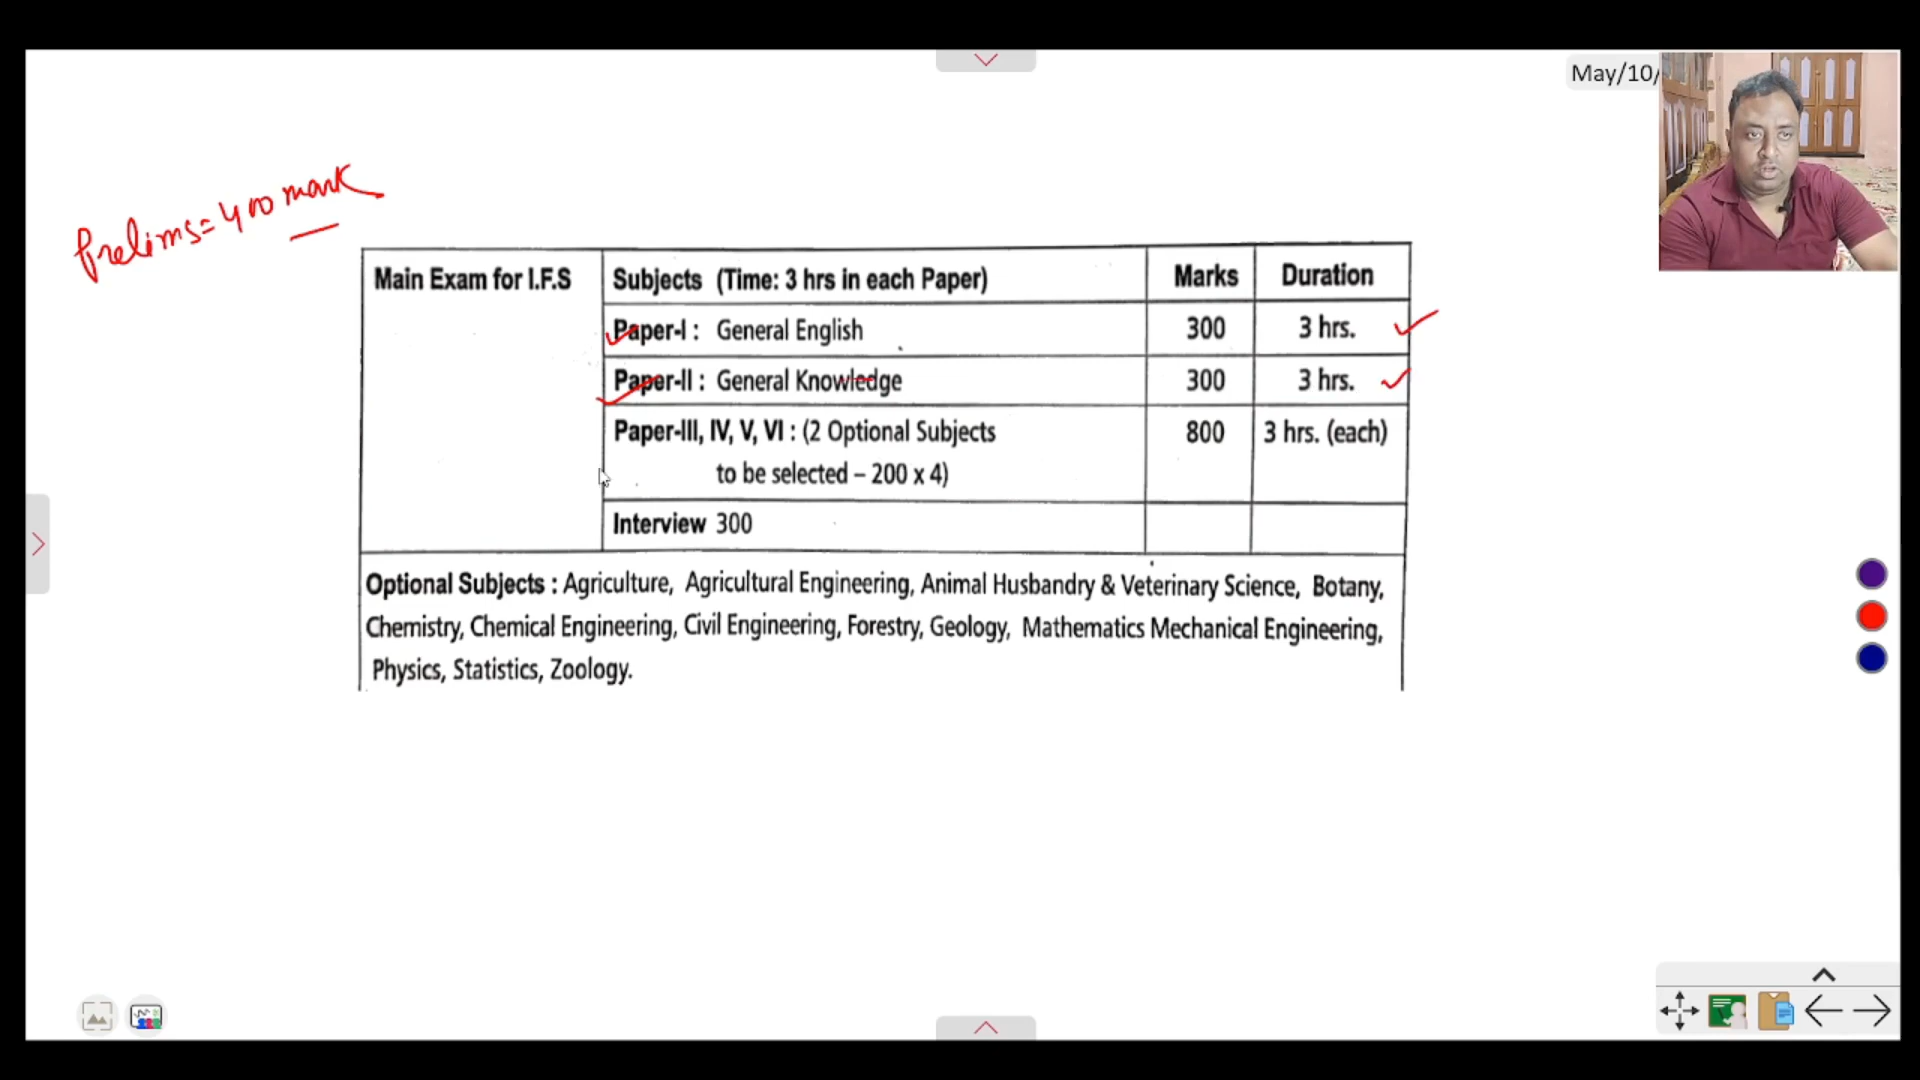 May/10/
Prelims = 400 mark
Main Exam for I.F.S Subjects (Time: 3 hrs in each Paper) Marks Duration
Paper-I : General English 300 3 hrs.
Paper-II : General Knowledge 300 3 hrs.
Paper-III, IV, V, VI : (2 Optional Subjects 800 3 hrs. (each)
to be selected – 200 x 4)
Interview 300
Optional Subjects : Agriculture, Agricultural Engineering, Animal Husbandry & Veterinary Science, Botany,
Chemistry, Chemical Engineering, Civil Engineering, Forestry, Geology, Mathematics Mechanical Engineering,
Physics, Statistics, Zoology.